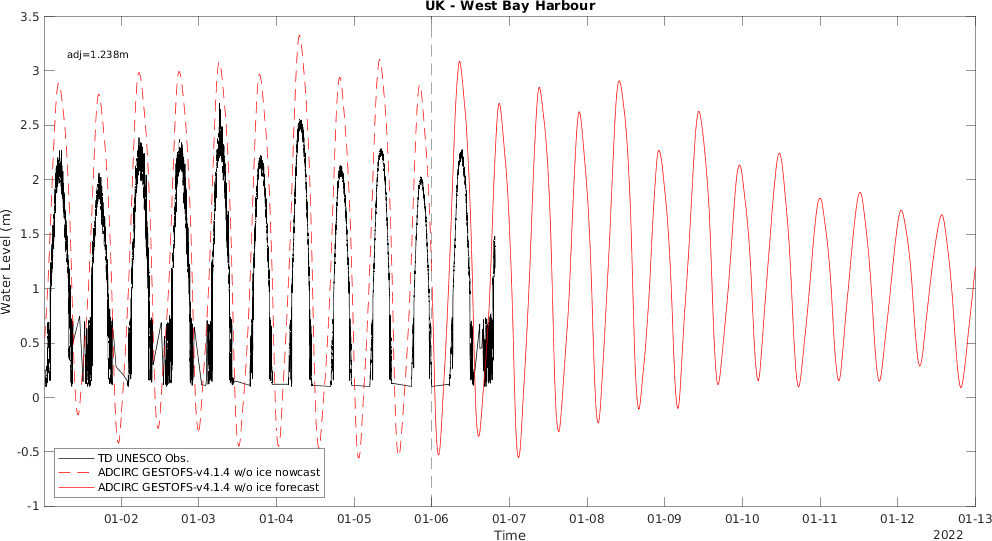 UK - West Bay Harbour
adj=1.238m
3.5
3
2.5
2
1.5
1
0.5
0
-0.5
-1
Water Level (m)
TD UNESCO Obs.
ADCIRC GESTOFS-v4.1.4 w/o ice nowcast
ADCIRC GESTOFS-v4.1.4 w/o ice forecast
01-02 01-03 01-04 01-05 01-06 01-07 01-08 01-09 01-10 01-11 01-12 01-13
Time
2022